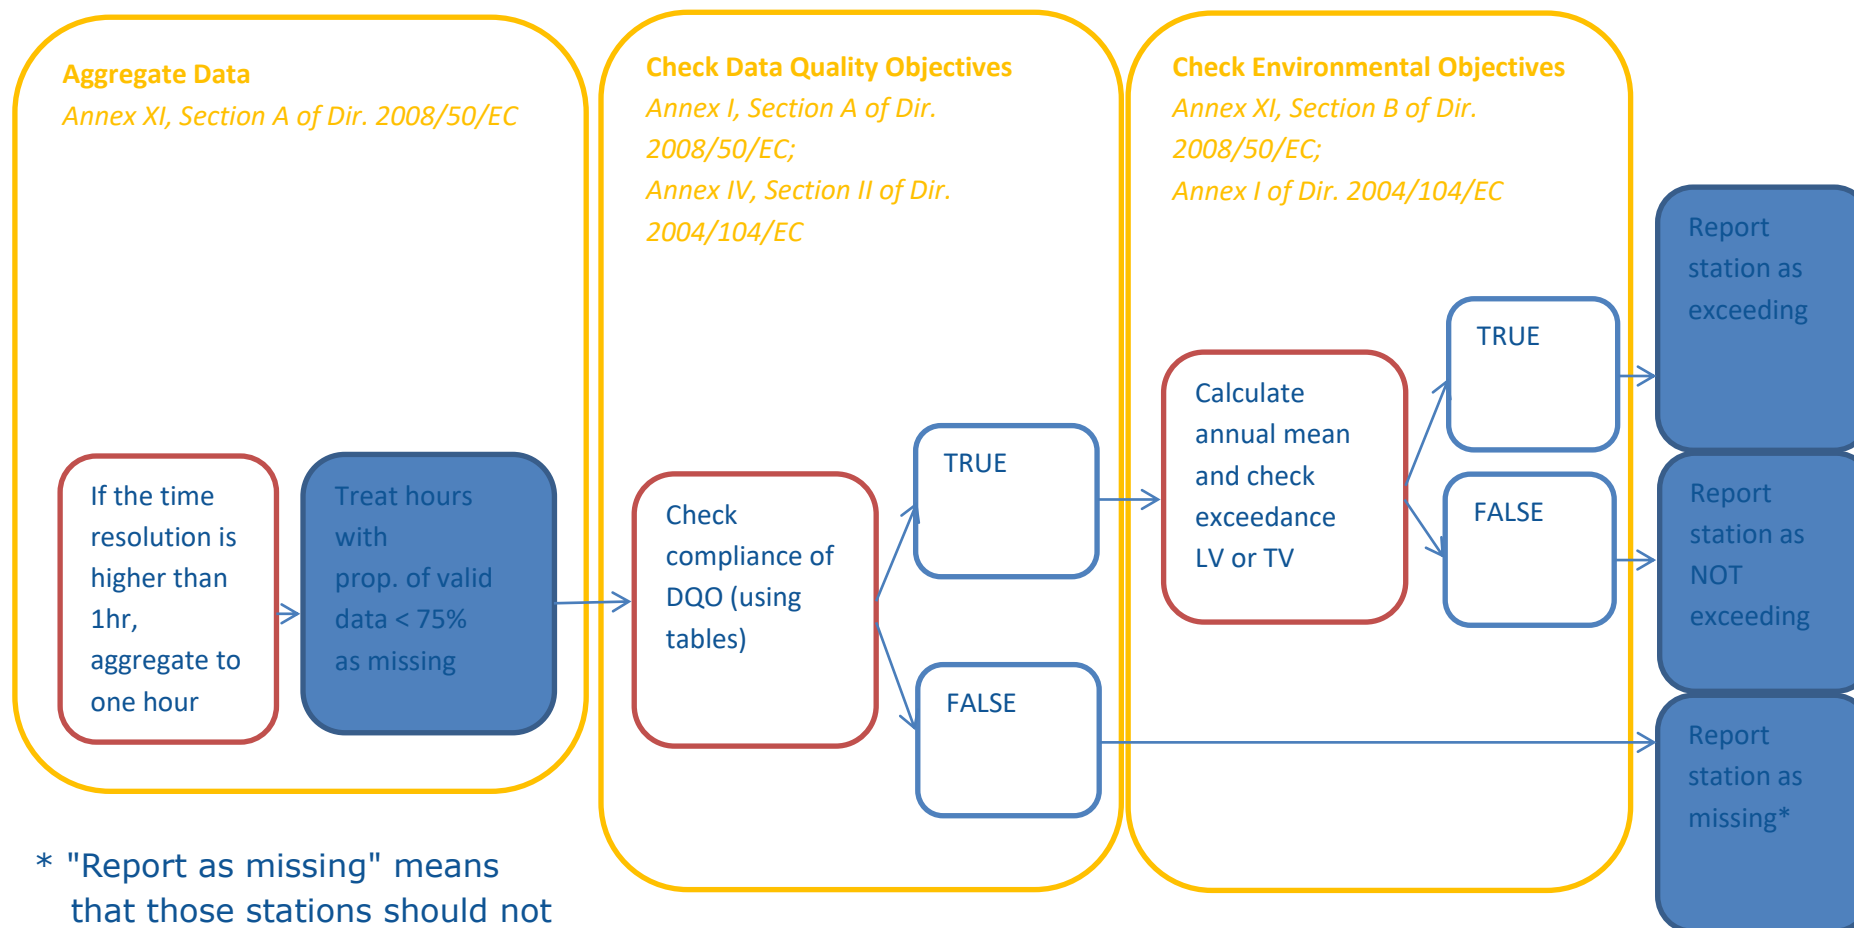 Aggregate Data
Annex XI, Section A of Dir. 2008/50/EC
If the time
resolution is
higher than
1hr,
aggregate to
one hour
Treat hours
with
prop. of valid
data < 75%
as missing
Check Data Quality Objectives
Annex I, Section A of Dir.
2008/50/EC;
Annex IV, Section II of Dir.
2004/104/EC
Check
compliance of
DQO (using
tables)
TRUE
FALSE
Check Environmental Objectives
Annex XI, Section B of Dir.
2008/50/EC;
Annex I of Dir. 2004/104/EC
Calculate
annual mean
and check
exceedance
LV or TV
TRUE
FALSE
Report
station as
exceeding
Report
station as
NOT
exceeding
Report
station as
missing*
* "Report as missing" means
that those stations should not